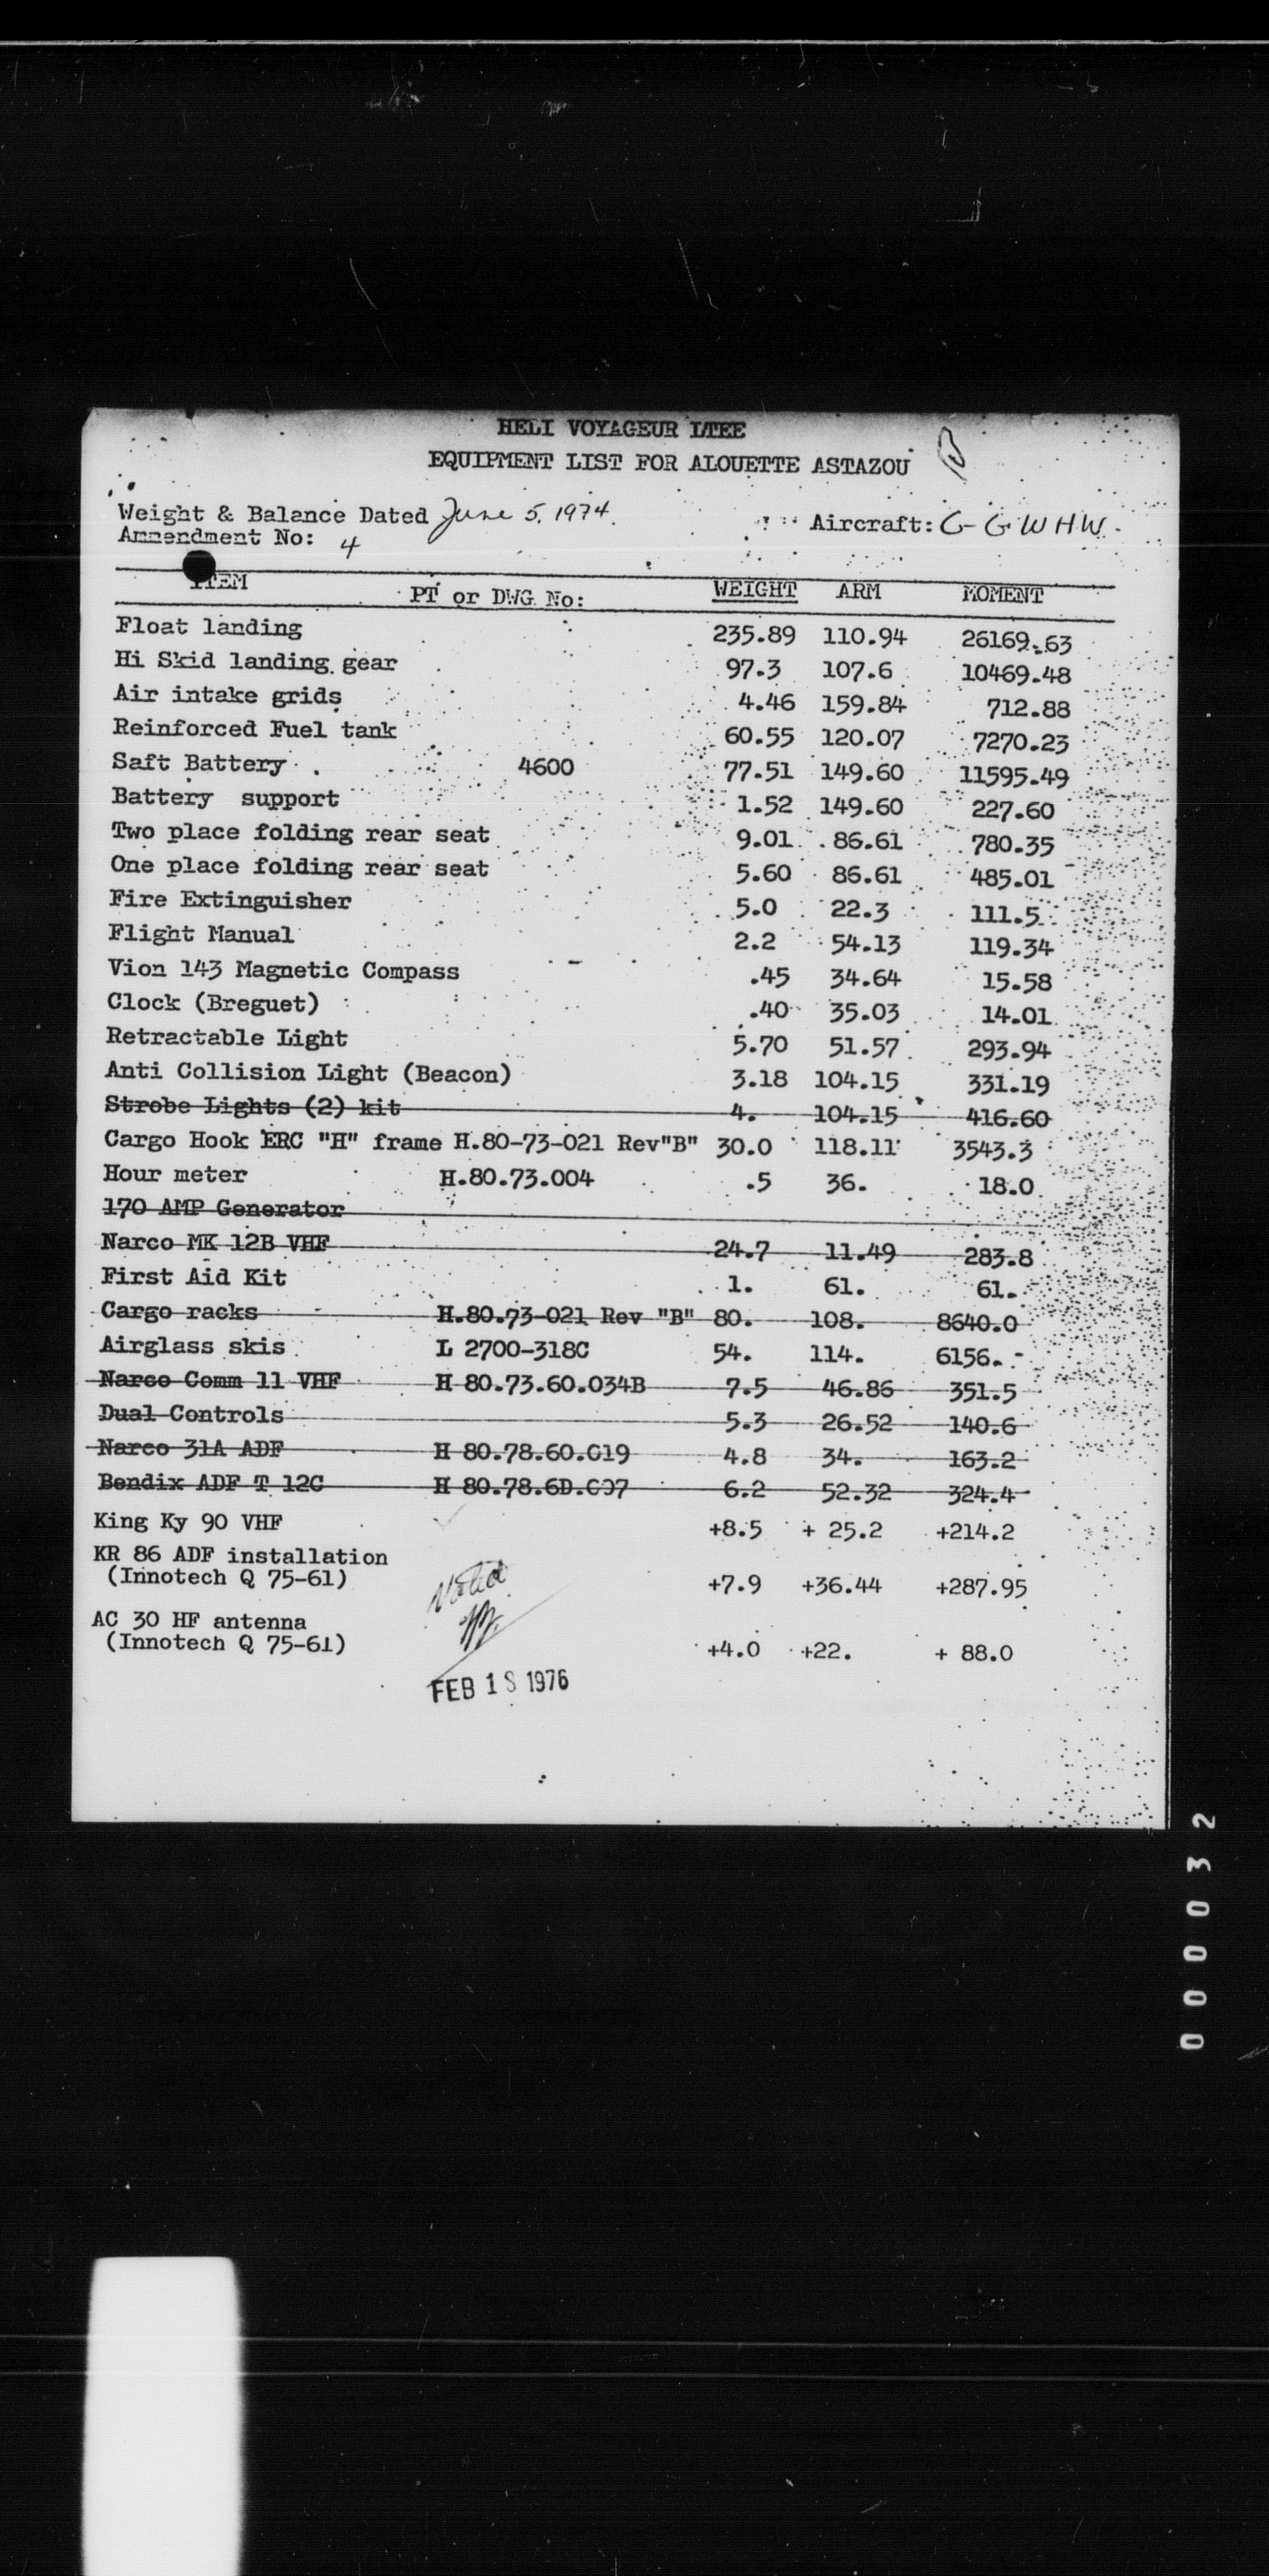 HELI VOYAGEUR LTEE
EQUIPMENT LIST FOR ALOUETTE ASTAZOU
Weight & Balance Dated June 5. 1974. Aircraft: C-GWHW.
Ammendment No: 4
ITEM PT or DWG No: WEIGHT ARM MOMENT
Float landing 235.89 110.94 26169.63
Hi Skid landing gear 97.3 107.6 10469.48
Air intake grids 4.46 159.84 712.88
Reinforced Fuel tank 60.55 120.07 7270.23
Saft Battery 4600 77.51 149.60 11595.49
Battery support 1.52 149.60 227.60
Two place folding rear seat 9.01 86.61 780.35
One place folding rear seat 5.60 86.61 485.01
Fire Extinguisher 5.0 22.3 111.5
Flight Manual 2.2 54.13 119.34
Vion 143 Magnetic Compass .45 34.64 15.58
Clock (Breguet) .40 35.03 14.01
Retractable Light 5.70 51.57 293.94
Anti Collision Light (Beacon) 3.18 104.15 331.19
Strobe Lights (2) kit 4. 104.15 416.60
Cargo Hook ERC "H" frame H.80-73-021 Rev"B" 30.0 118.11 3543.3
Hour meter H.80.73.004 .5 36. 18.0
170 AMP Generator
Narco MK 12B VHF 24.7 11.49 283.8
First Aid Kit 1. 61. 61.
Cargo racks H.80.73-021 Rev "B" 80. 108. 8640.0
Airglass skis L 2700-318C 54. 114. 6156.
Narco Comm 11 VHF H 80.73.60.034B 7.5 46.86 351.5
Dual Controls 5.3 26.52 140.6
Narco 31A ADF H 80.78.60.019 4.8 34. 163.2
Bendix ADF T 12C H 80.78.6D.007 6.2 52.32 324.4
King Ky 90 VHF +8.5 + 25.2 +214.2
KR 86 ADF installation
(Innotech Q 75-61) +7.9 +36.44 +287.95
AC 30 HF antenna
(Innotech Q 75-61) +4.0 +22. + 88.0
Noted
FEB 18 1976
000032